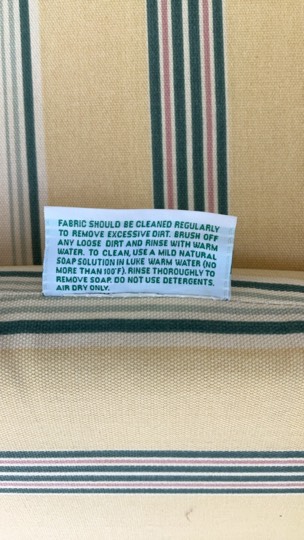 FABRIC SHOULD BE CLEANED REGULARLY
TO REMOVE EXCESSIVE DIRT. BRUSH OFF
ANY LOOSE DIRT AND RINSE WITH WARM
WATER. TO CLEAN, USE A MILD NATURAL
SOAP SOLUTION IN LUKE WARM WATER (NO
MORE THAN 100°F). RINSE THOROUGHLY TO
REMOVE SOAP. DO NOT USE DETERGENTS.
AIR DRY ONLY.